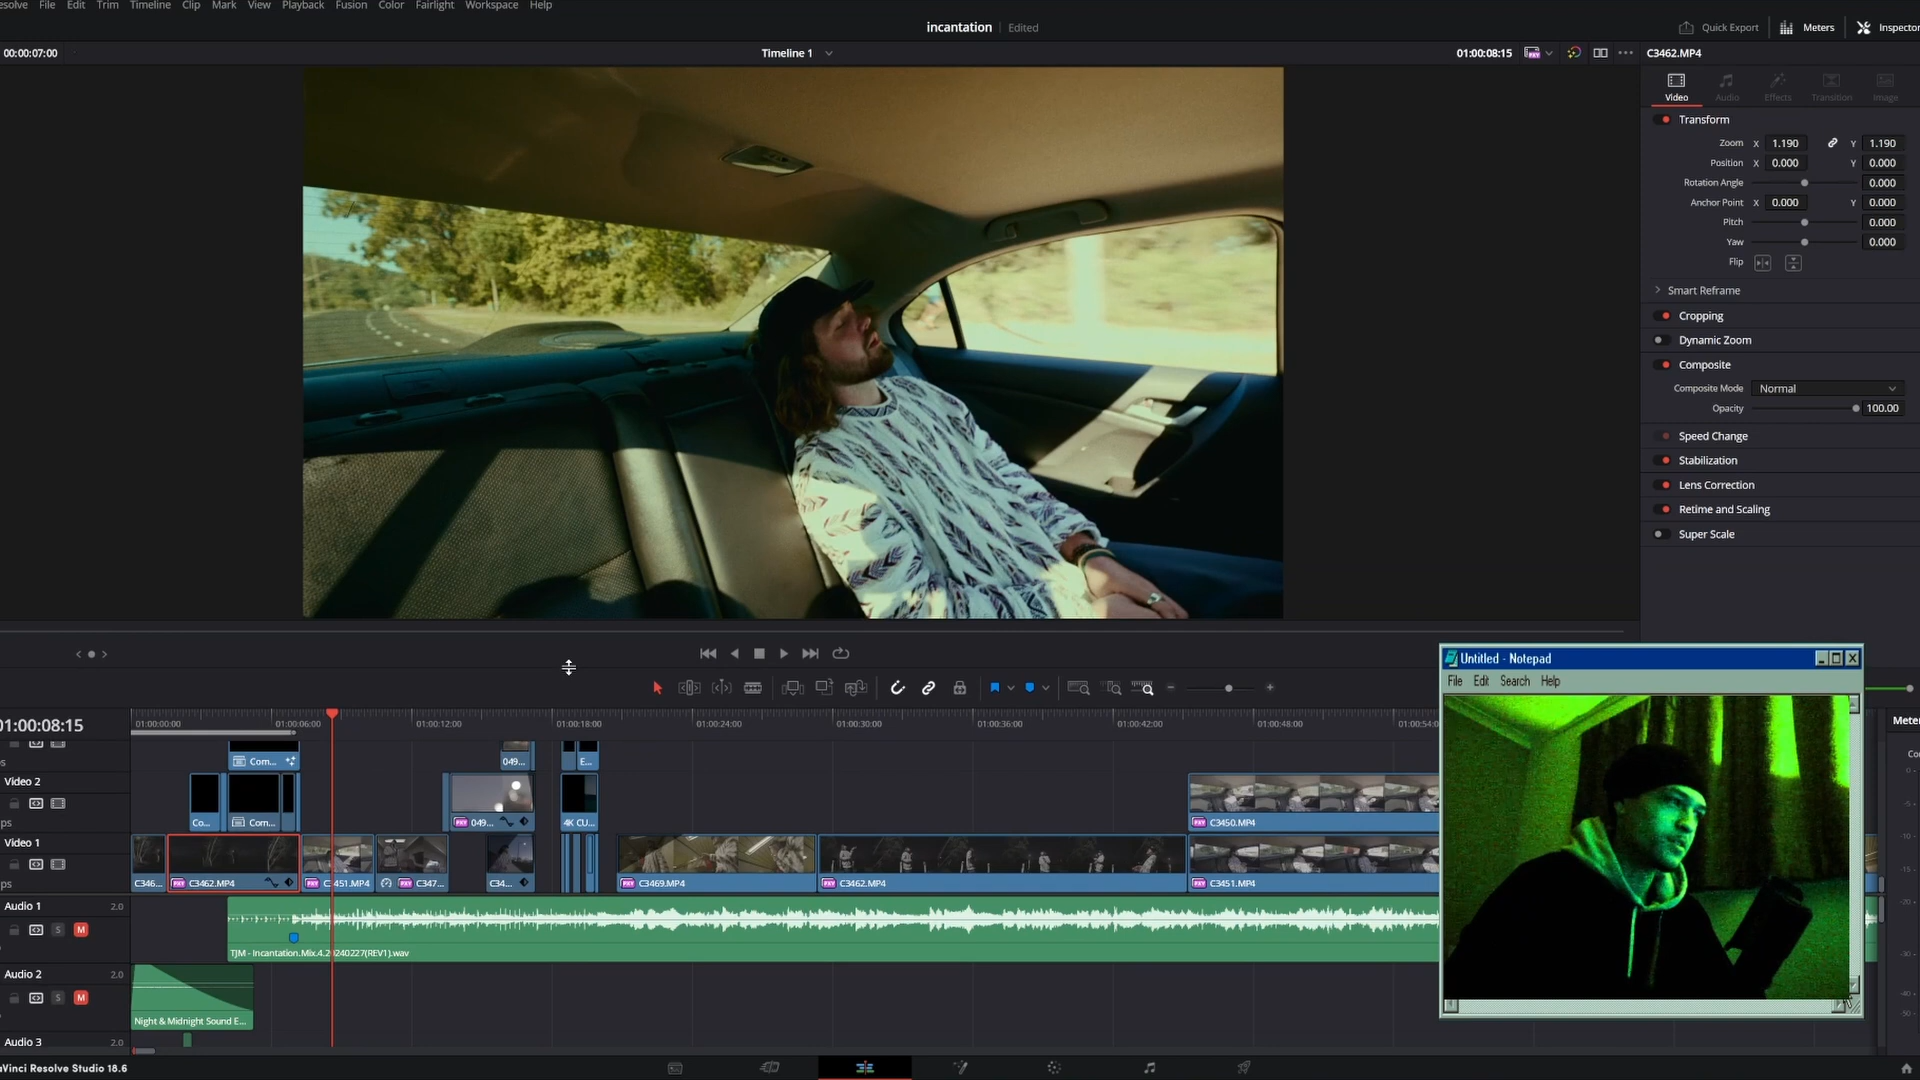 File Edit Trim Timeline Clip Mark View Playback Fusion Color Fairlight Workspace Help
incantation Edited
Quick Export Meters Inspector
00:00:07:00
Timeline 1
01:00:08:15
C3462.MP4
Video Audio Effects Transition Image
Transform
Zoom X 1.190 Y 1.190
Position X 0.000 Y 0.000
Rotation Angle 0.000
Anchor Point X 0.000 Y 0.000
Pitch 0.000
Yaw 0.000
Flip
Smart Reframe
Cropping
Dynamic Zoom
Composite
Composite Mode Normal
Opacity 100.00
Speed Change
Stabilization
Lens Correction
Retime and Scaling
Super Scale
Untitled - Notepad
File Edit Search Help
01:00:08:15
01:00:00:00 01:00:06:00 01:00:12:00 01:00:18:00 01:00:24:00 01:00:30:00 01:00:36:00 01:00:42:00 01:00:48:00 01:00:54:
Com... 049... E...
Video 2
Co... Com... 049... 4K CU... C3450.MP4
Video 1
C346... C3462.MP4 C3451.MP4 C347... C34... C3469.MP4 C3462.MP4 C3451.MP4
Audio 1 2.0
S M
TJM - Incantation.Mix.4.20240227(REV1).wav
Audio 2 2.0
S M
Night & Midnight Sound E...
Audio 3 2.0
Vinci Resolve Studio 18.6